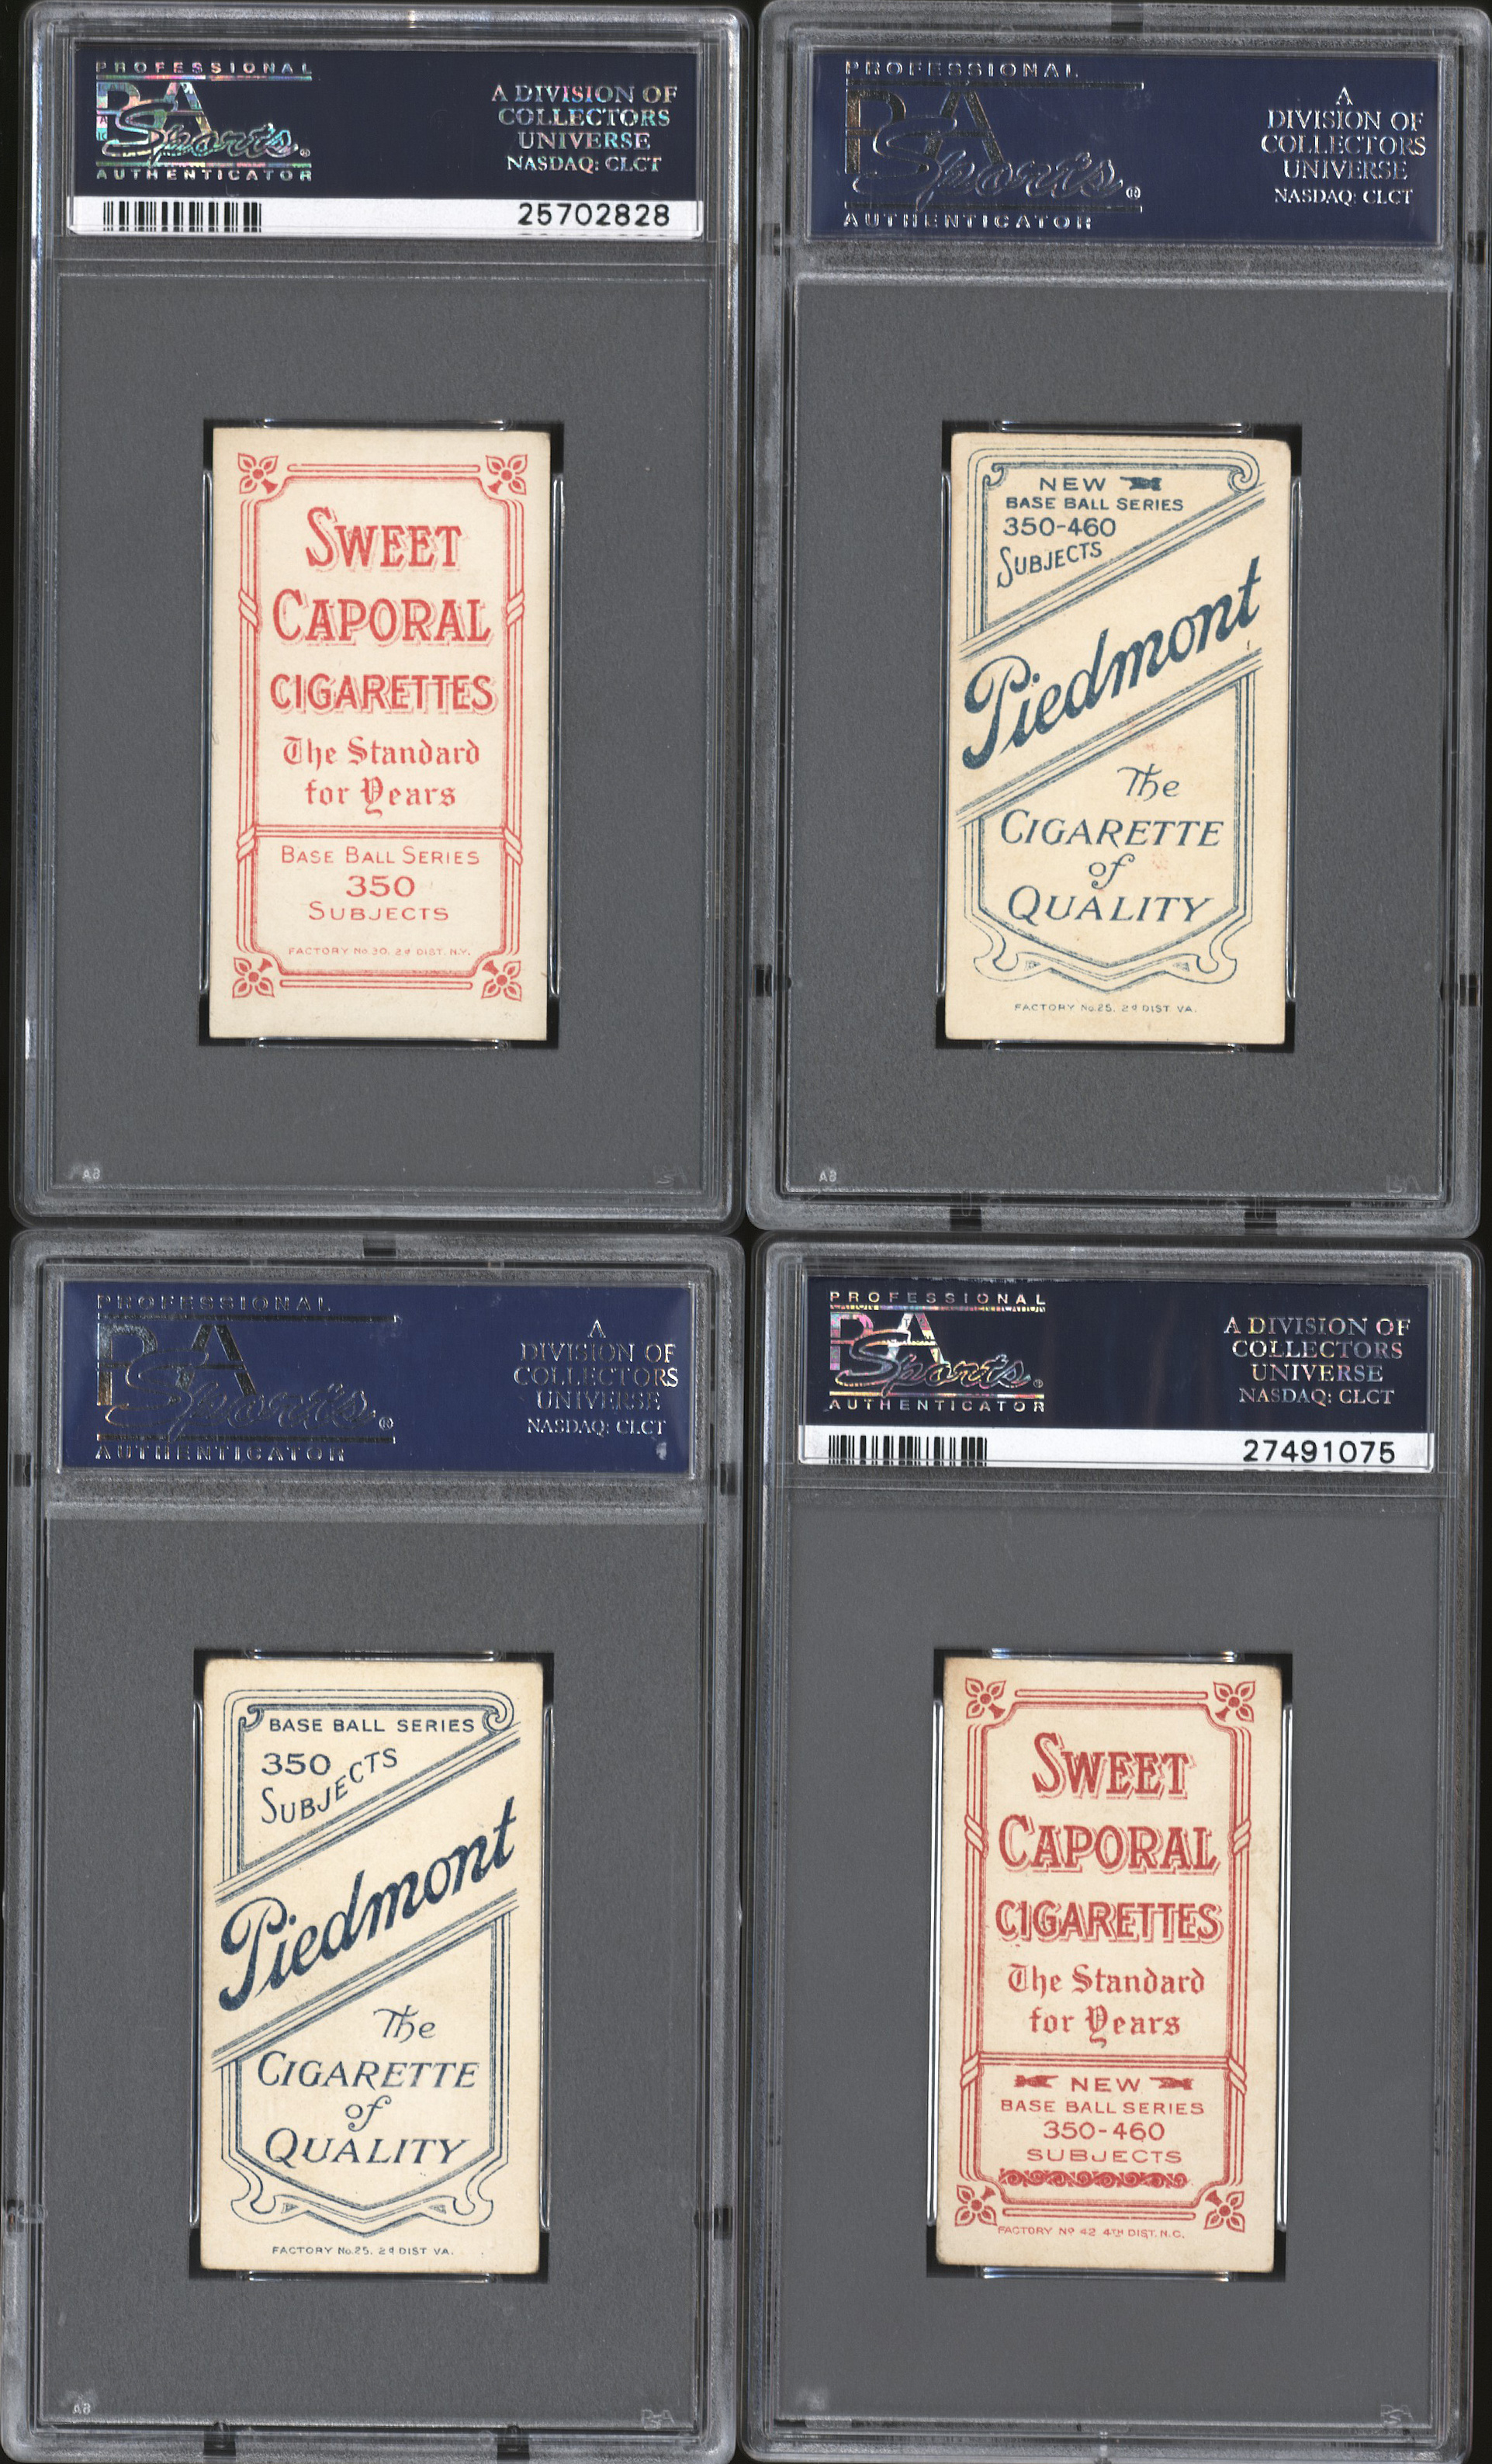 PROFESSIONAL
PSA
Sports®
AUTHENTICATOR
A DIVISION OF
COLLECTORS
UNIVERSE
NASDAQ: CLCT
25702828
SWEET
CAPORAL
CIGARETTES
The Standard
for Years
BASE BALL SERIES
350
SUBJECTS
FACTORY No. 30, 2d DIST. N.Y.
PROFESSIONAL
PSA
Sports®
AUTHENTICATOR
A
DIVISION OF
COLLECTORS
UNIVERSE
NASDAQ: CLCT
NEW
BASE BALL SERIES
350-460
SUBJECTS
Piedmont
The
CIGARETTE
of
QUALITY
FACTORY No. 25, 2d DIST VA.
PROFESSIONAL
PSA
Sports®
AUTHENTICATOR
A
DIVISION OF
COLLECTORS
UNIVERSE
NASDAQ: CLCT
BASE BALL SERIES
350
SUBJECTS
Piedmont
The
CIGARETTE
of
QUALITY
FACTORY No. 25, 2d DIST VA.
PROFESSIONAL
PSA
Sports®
AUTHENTICATOR
A DIVISION OF
COLLECTORS
UNIVERSE
NASDAQ: CLCT
27491075
SWEET
CAPORAL
CIGARETTES
The Standard
for Years
NEW
BASE BALL SERIES
350-460
SUBJECTS
FACTORY No 42 4TH DIST. N.C.